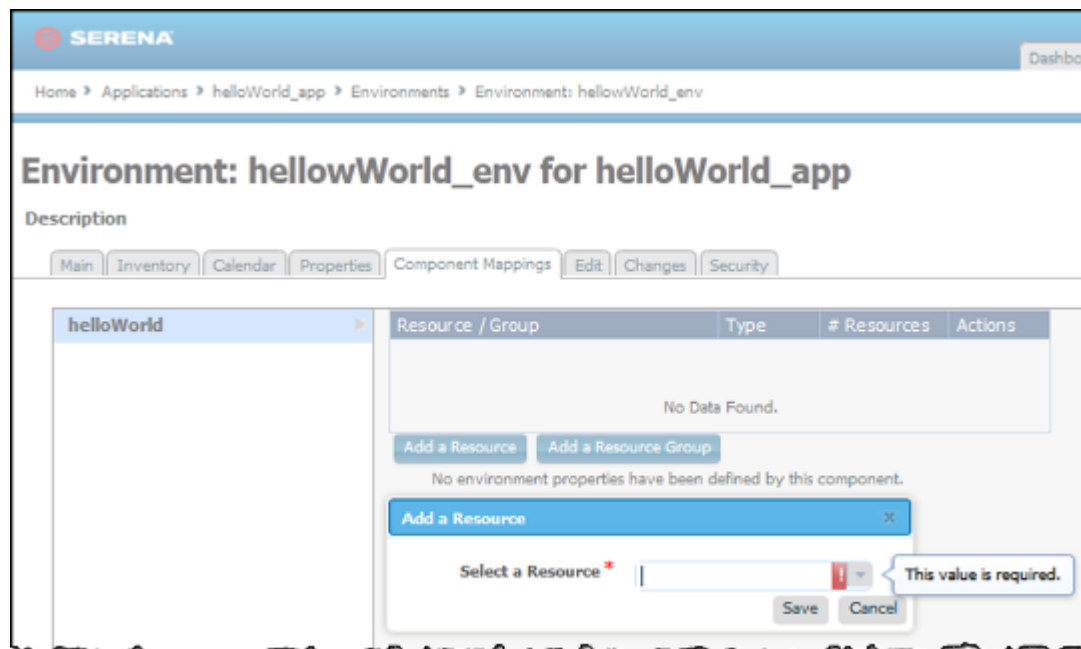 SERENA
Dashbo
Home > Applications > helloWorld_app > Environments > Environment: hellowWorld_env
Environment: hellowWorld_env for helloWorld_app
Description
Main Inventory Calendar Properties Component Mappings Edit Changes Security
helloWorld
Resource / Group Type # Resources Actions
No Data Found.
Add a Resource Add a Resource Group
No environment properties have been defined by this component.
Add a Resource x
Select a Resource * ! This value is required.
Save Cancel